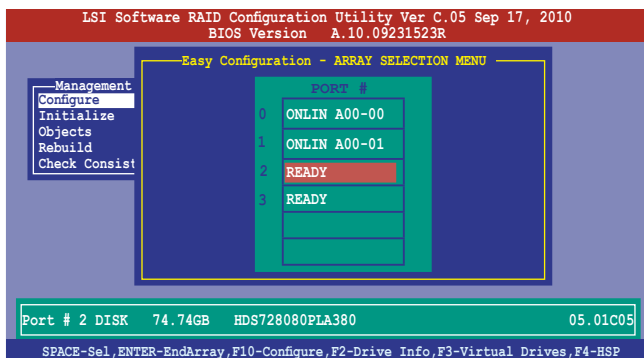 LSI Software RAID Configuration Utility Ver C.05 Sep 17, 2010
BIOS Version A.10.09231523R
Easy Configuration - ARRAY SELECTION MENU
Management
Configure
Initialize
Objects
Rebuild
Check Consist
PORT #
0 ONLIN A00-00
1 ONLIN A00-01
2 READY
3 READY
Port # 2 DISK 74.74GB HDS728080PLA380 05.01C05
SPACE-Sel,ENTER-EndArray,F10-Configure,F2-Drive Info,F3-Virtual Drives,F4-HSP